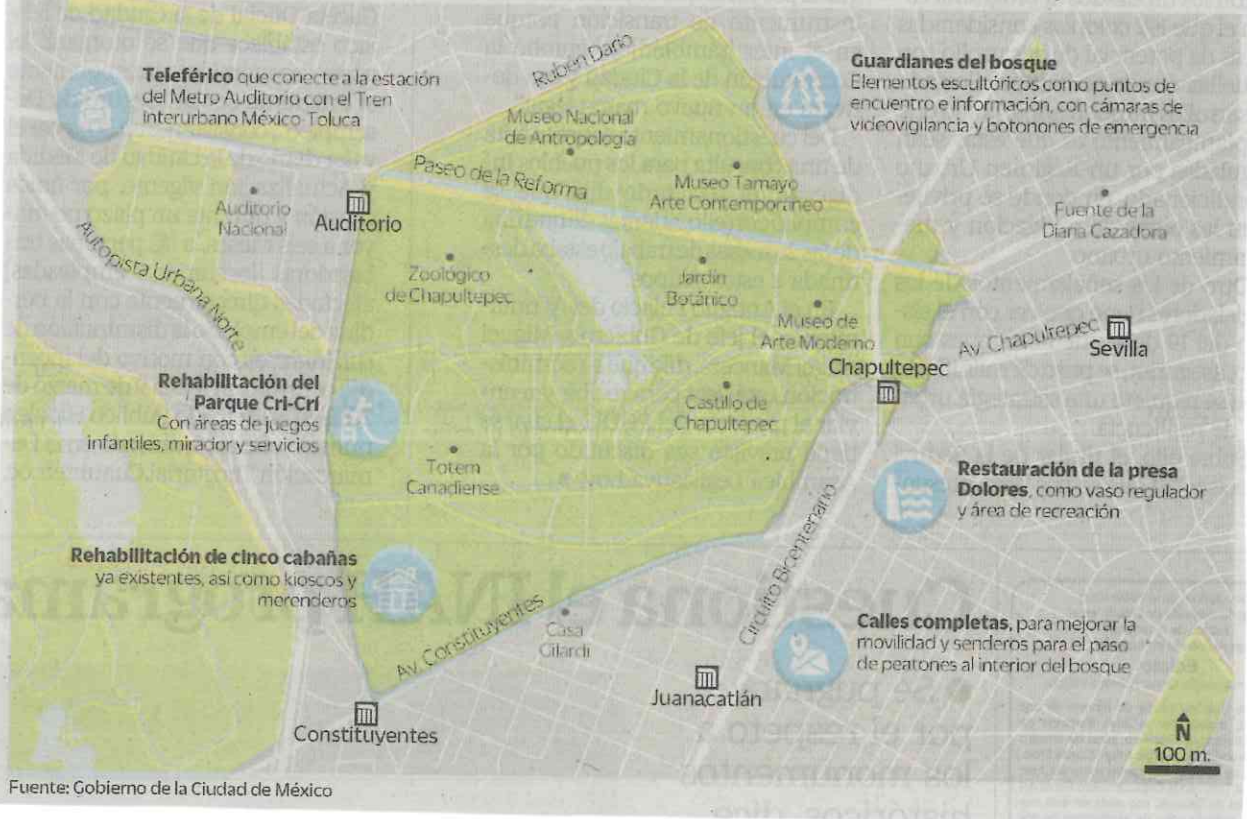 Teleférico que conecte a la estación
del Metro Auditorio con el Tren
Interurbano México-Toluca
Rubén Darío
Guardianes del bosque
Elementos escultóricos como puntos de
encuentro e información, con cámaras de
videovigilancia y botonones de emergencia
Museo Nacional
de Antropología
Paseo de la Reforma
Museo Tamayo
Arte Contemporáneo
Auditorio
Nacional
Auditorio
Fuente de la
Diana Cazadora
Autopista Urbana Norte
Zoológico
de Chapultepec
Jardín
Botánico
Museo de
Arte Moderno
Av. Chapultepec
Sevilla
Chapultepec
Rehabilitación del
Parque Cri-Crí
Con áreas de juegos
infantiles, mirador y servicios
Castillo de
Chapultepec
Totem
Canadiense
Restauración de la presa
Dolores, como vaso regulador
y área de recreación
Rehabilitación de cinco cabañas
ya existentes, así como kioscos y
merenderos
Circuito Bicentenario
Av. Constituyentes
Casa
Gilardi
Calles completas, para mejorar la
movilidad y senderos para el paso
de peatones al interior del bosque
Juanacatlán
Constituyentes
N
100 m.
Fuente: Gobierno de la Ciudad de México